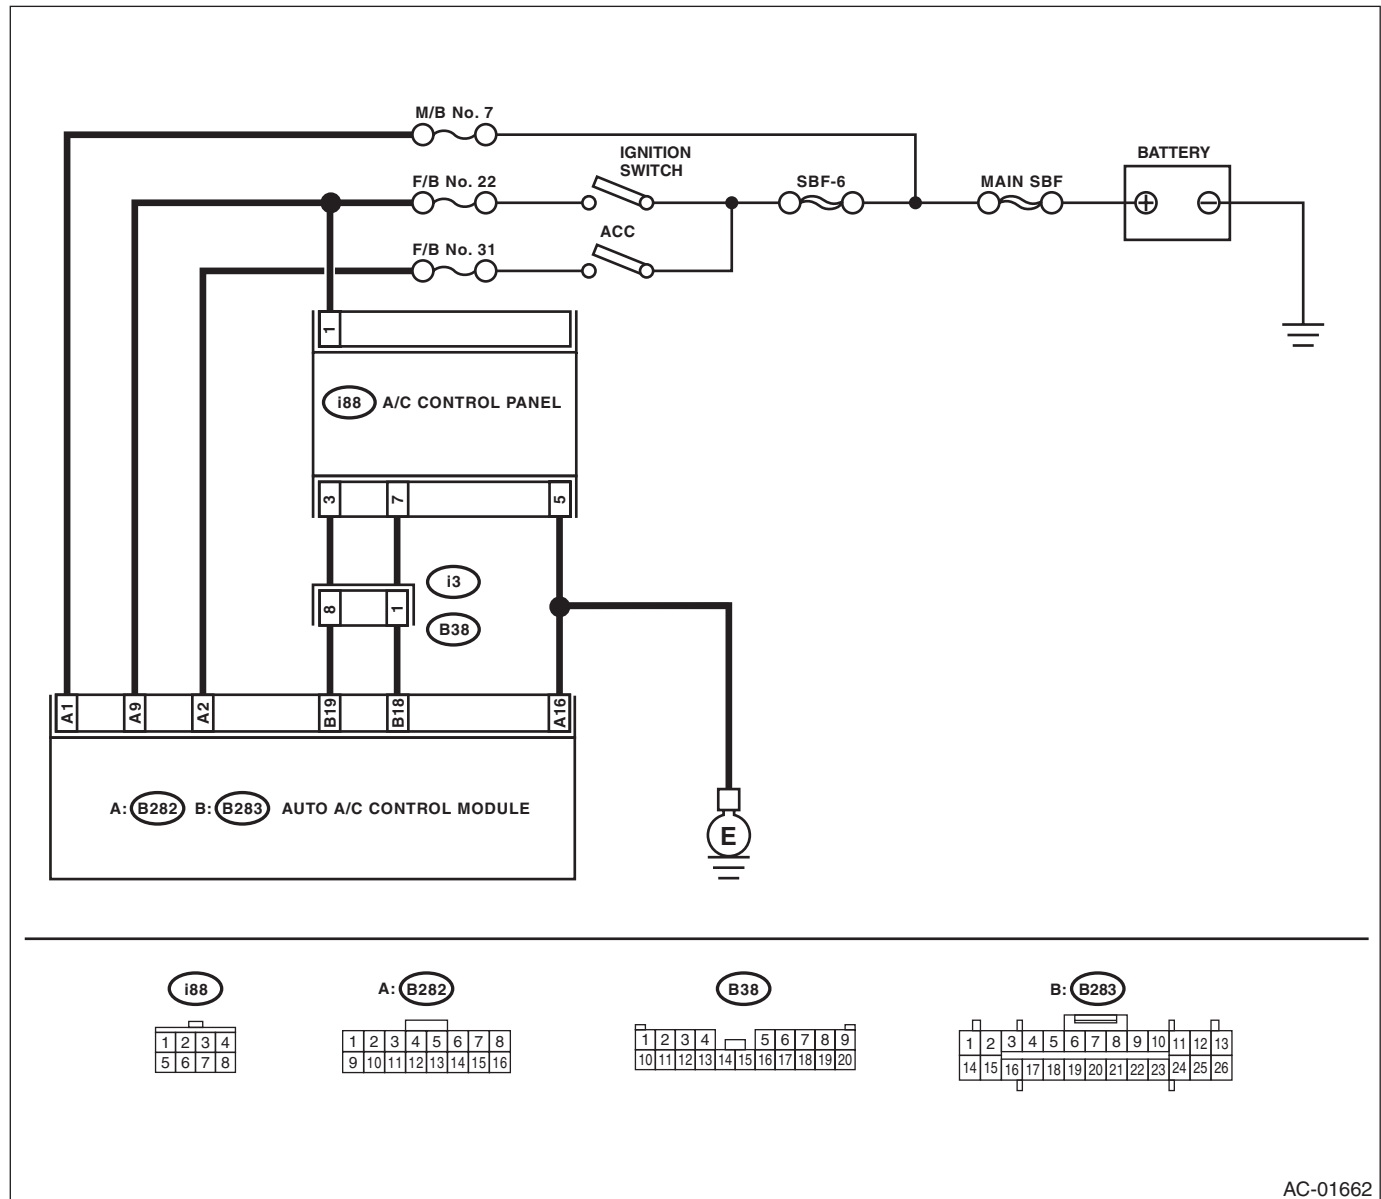 M/B No. 7
IGNITION
SWITCH
BATTERY
F/B No. 22
SBF-6
MAIN SBF
F/B No. 31
ACC
1
i88 A/C CONTROL PANEL
3 7 5
i3
8 1
B38
A1 A9 A2 B19 B18 A16
A: B282 B: B283 AUTO A/C CONTROL MODULE
E
i88
1 2 3 4
5 6 7 8
A: B282
1 2 3 4 5 6 7 8
9 10 11 12 13 14 15 16
B38
1 2 3 4 5 6 7 8 9
10 11 12 13 14 15 16 17 18 19 20
B: B283
1 2 3 4 5 6 7 8 9 10 11 12 13
14 15 16 17 18 19 20 21 22 23 24 25 26
AC-01662